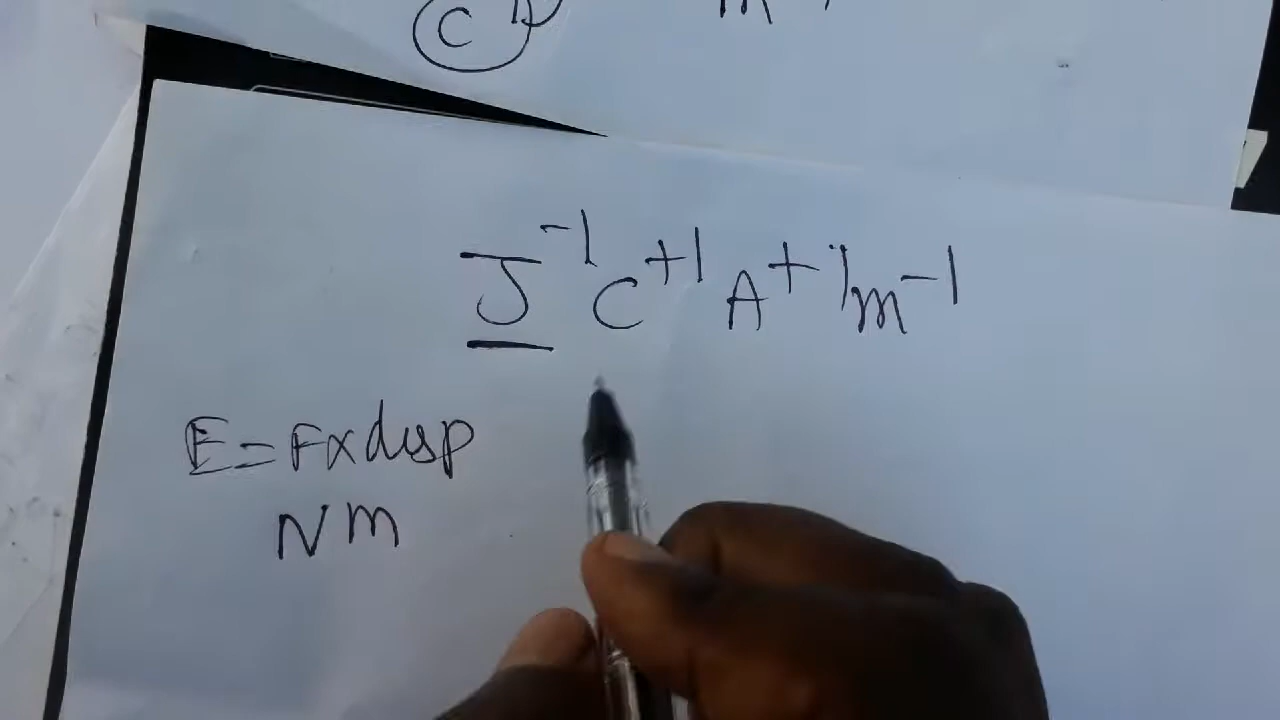 C
J⁻¹ C⁺¹ A⁺¹ m⁻¹
E = F x disp
N m